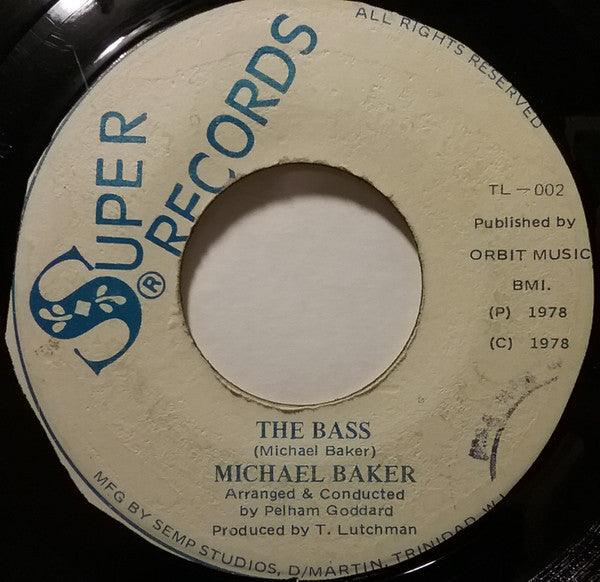 SUPER
® RECORDS
ALL RIGHTS RESERVED
TL-002
Published by
ORBIT MUSIC
BMI.
(P) 1978
(C) 1978
THE BASS
(Michael Baker)
MICHAEL BAKER
Arranged & Conducted
by Pelham Goddard
Produced by T. Lutchman
MFG BY SEMP STUDIOS, D/MARTIN, TRINIDAD, W.I.